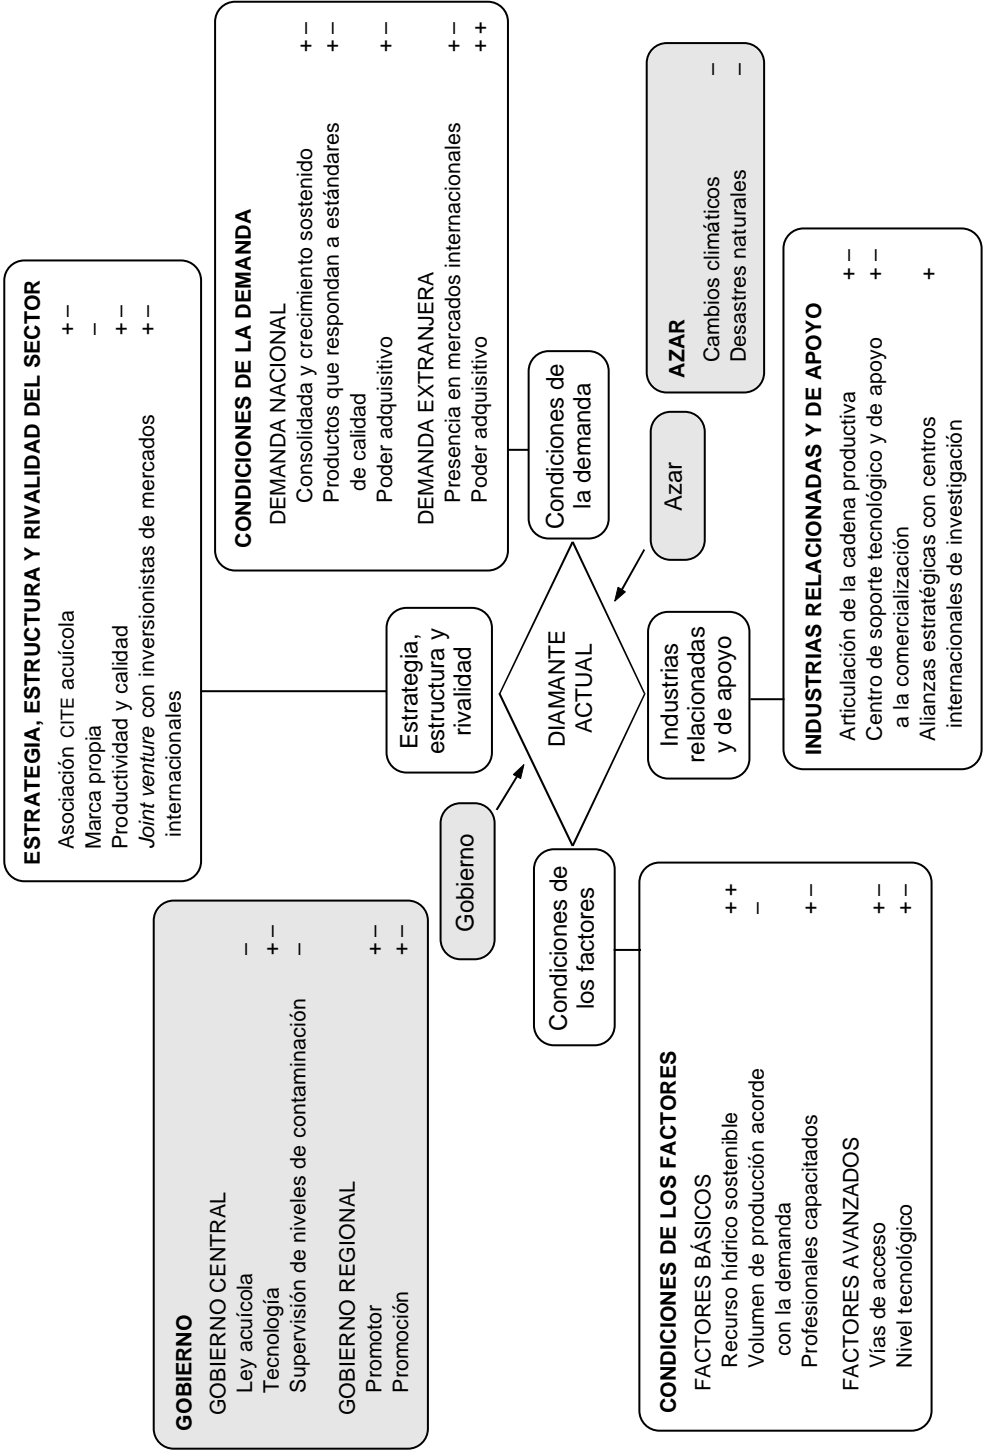 GOBIERNO
GOBIERNO CENTRAL
Ley acuícola –
Tecnología + –
Supervisión de niveles de contaminación –
GOBIERNO REGIONAL
Promotor + –
Promoción + –
ESTRATEGIA, ESTRUCTURA Y RIVALIDAD DEL SECTOR
Asociación CITE acuícola + –
Marca propia –
Productividad y calidad + –
Joint venture con inversionistas de mercados + –
internacionales
CONDICIONES DE LA DEMANDA
DEMANDA NACIONAL
Consolidada y crecimiento sostenido + –
Productos que respondan a estándares + –
de calidad
Poder adquisitivo + –
DEMANDA EXTRANJERA
Presencia en mercados internacionales + –
Poder adquisitivo + +
Gobierno
Estrategia,
estructura y
rivalidad
Condiciones de
los factores
DIAMANTE
ACTUAL
Condiciones de
la demanda
Industrias
relacionadas
y de apoyo
Azar
AZAR
Cambios climáticos –
Desastres naturales –
CONDICIONES DE LOS FACTORES
FACTORES BÁSICOS
Recurso hídrico sostenible + +
Volumen de producción acorde –
con la demanda
Profesionales capacitados + –
FACTORES AVANZADOS
Vías de acceso + –
Nivel tecnológico + –
INDUSTRIAS RELACIONADAS Y DE APOYO
Articulación de la cadena productiva + –
Centro de soporte tecnológico y de apoyo + –
a la comercialización
Alianzas estratégicas con centros +
internacionales de investigación